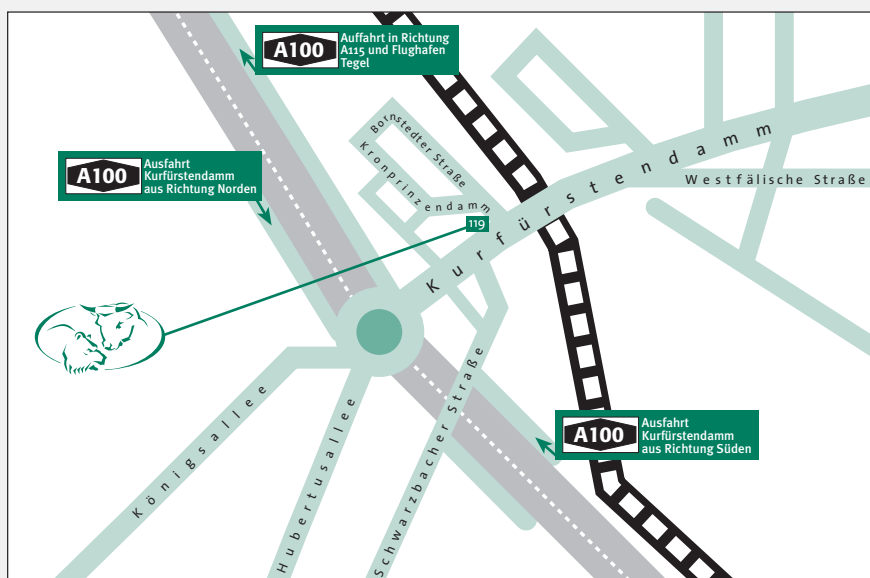 A100
Auffahrt in Richtung
A115 und Flughafen
Tegel
A100
Ausfahrt
Kurfürstendamm
aus Richtung Norden
Bornstedter Straße
Kronprinzendamm
Kurfürstendamm
Westfälische Straße
119
Königsallee
Hubertusallee
Schwarzbacher Straße
A100
Ausfahrt
Kurfürstendamm
aus Richtung Süden